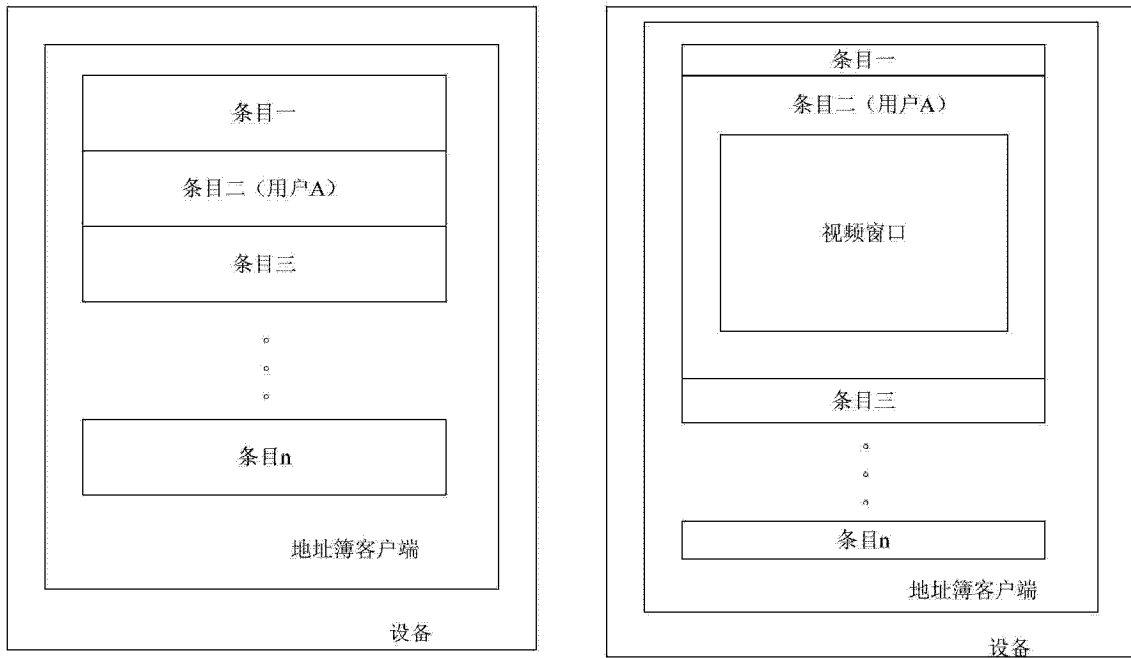 条目一
条目二（用户A）
条目三
条目n
地址簿客户端
设备
条目一
条目二（用户A）
视频窗口
条目三
条目n
地址簿客户端
设备